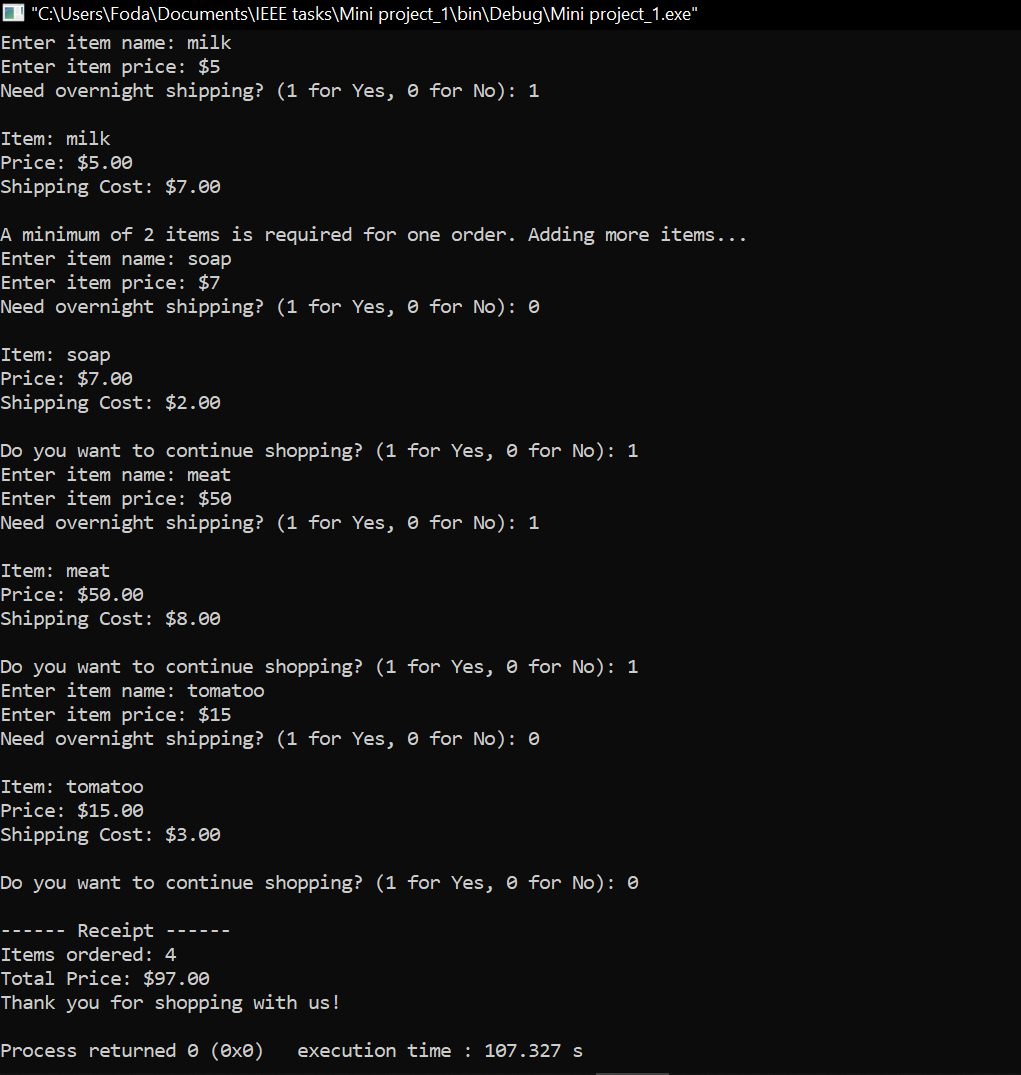 "C:\Users\Foda\Documents\IEEE tasks\Mini project_1\bin\Debug\Mini project_1.exe"
Enter item name: milk
Enter item price: $5
Need overnight shipping? (1 for Yes, 0 for No): 1
Item: milk
Price: $5.00
Shipping Cost: $7.00
A minimum of 2 items is required for one order. Adding more items...
Enter item name: soap
Enter item price: $7
Need overnight shipping? (1 for Yes, 0 for No): 0
Item: soap
Price: $7.00
Shipping Cost: $2.00
Do you want to continue shopping? (1 for Yes, 0 for No): 1
Enter item name: meat
Enter item price: $50
Need overnight shipping? (1 for Yes, 0 for No): 1
Item: meat
Price: $50.00
Shipping Cost: $8.00
Do you want to continue shopping? (1 for Yes, 0 for No): 1
Enter item name: tomatoo
Enter item price: $15
Need overnight shipping? (1 for Yes, 0 for No): 0
Item: tomatoo
Price: $15.00
Shipping Cost: $3.00
Do you want to continue shopping? (1 for Yes, 0 for No): 0
------ Receipt ------
Items ordered: 4
Total Price: $97.00
Thank you for shopping with us!
Process returned 0 (0x0)   execution time : 107.327 s